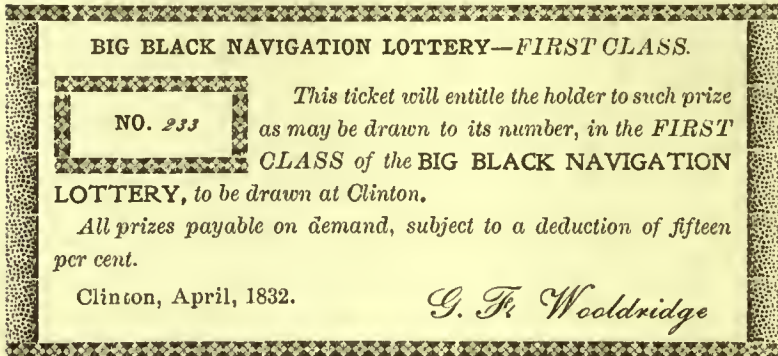 BIG BLACK NAVIGATION LOTTERY—FIRST CLASS.
NO. 233
This ticket will entitle the holder to such prize
as may be drawn to its number, in the FIRST
CLASS of the BIG BLACK NAVIGATION
LOTTERY, to be drawn at Clinton.
All prizes payable on demand, subject to a deduction of fifteen
per cent.
Clinton, April, 1832.
G. F. Wooldridge